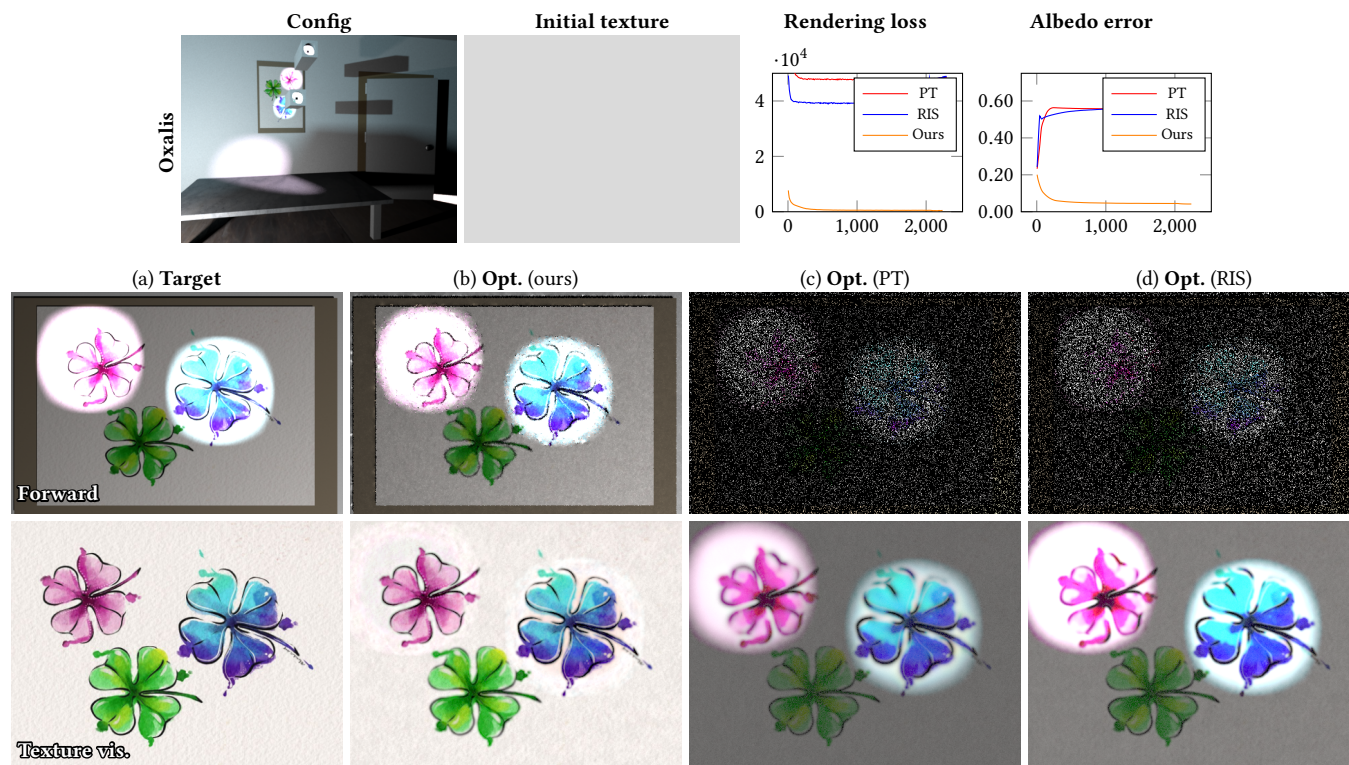 Config
Initial texture
Rendering loss
Albedo error
Oxalis
·10⁴
4
2
0
0
1,000
2,000
PT
RIS
Ours
0.60
0.40
0.20
0.00
0
1,000
2,000
PT
RIS
Ours
(a) Target
(b) Opt. (ours)
(c) Opt. (PT)
(d) Opt. (RIS)
Forward
Texture vis.